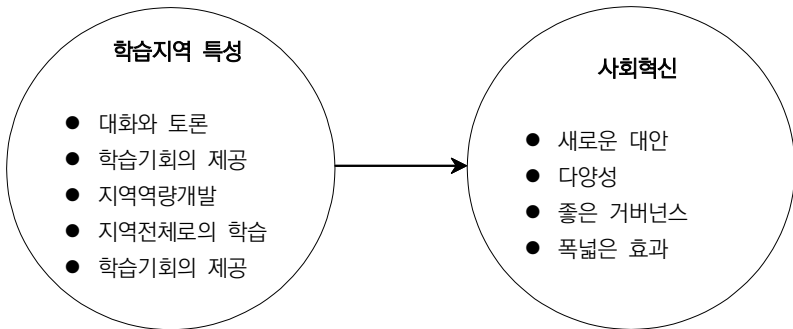 학습지역 특성
● 대화와 토론
● 학습기회의 제공
● 지역역량개발
● 지역전체로의 학습
● 학습기회의 제공
사회혁신
● 새로운 대안
● 다양성
● 좋은 거버넌스
● 폭넓은 효과